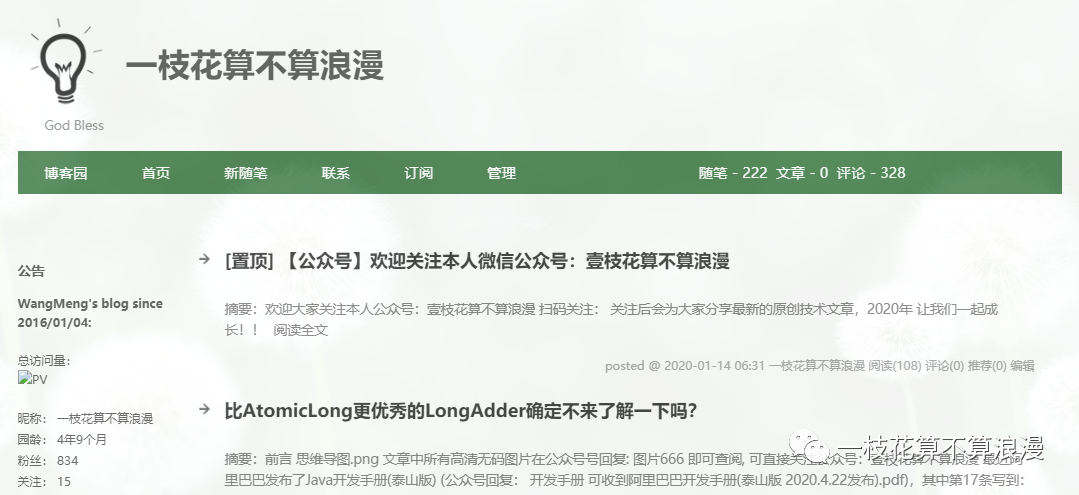 一枝花算不算浪漫
God Bless
博客园 首页 新随笔 联系 订阅 管理 随笔 - 222 文章 - 0 评论 - 328
公告
WangMeng's blog since
2016/01/04:
总访问量：
PV
昵称： 一枝花算不算浪漫
园龄： 4年9个月
粉丝： 834
关注： 15
[置顶] 【公众号】欢迎关注本人微信公众号：壹枝花算不算浪漫
摘要：欢迎大家关注本人公众号：壹枝花算不算浪漫 扫码关注： 关注后会为大家分享最新的原创技术文章，2020年 让我们一起成
长！！ 阅读全文
posted @ 2020-01-14 06:31 一枝花算不算浪漫 阅读(108) 评论(0) 推荐(0) 编辑
比AtomicLong更优秀的LongAdder确定不来了解一下吗？
摘要：前言 思维导图.png 文章中所有高清无码图片在公众号号回复: 图片666 即可查阅, 可直接关注公众号：壹枝花算不算浪漫 最近阿
里巴巴发布了Java开发手册(泰山版) (公众号回复： 开发手册 可收到阿里巴巴开发手册(泰山版 2020.4.22发布).pdf)，其中第17条写到：
一枝花算不算浪漫